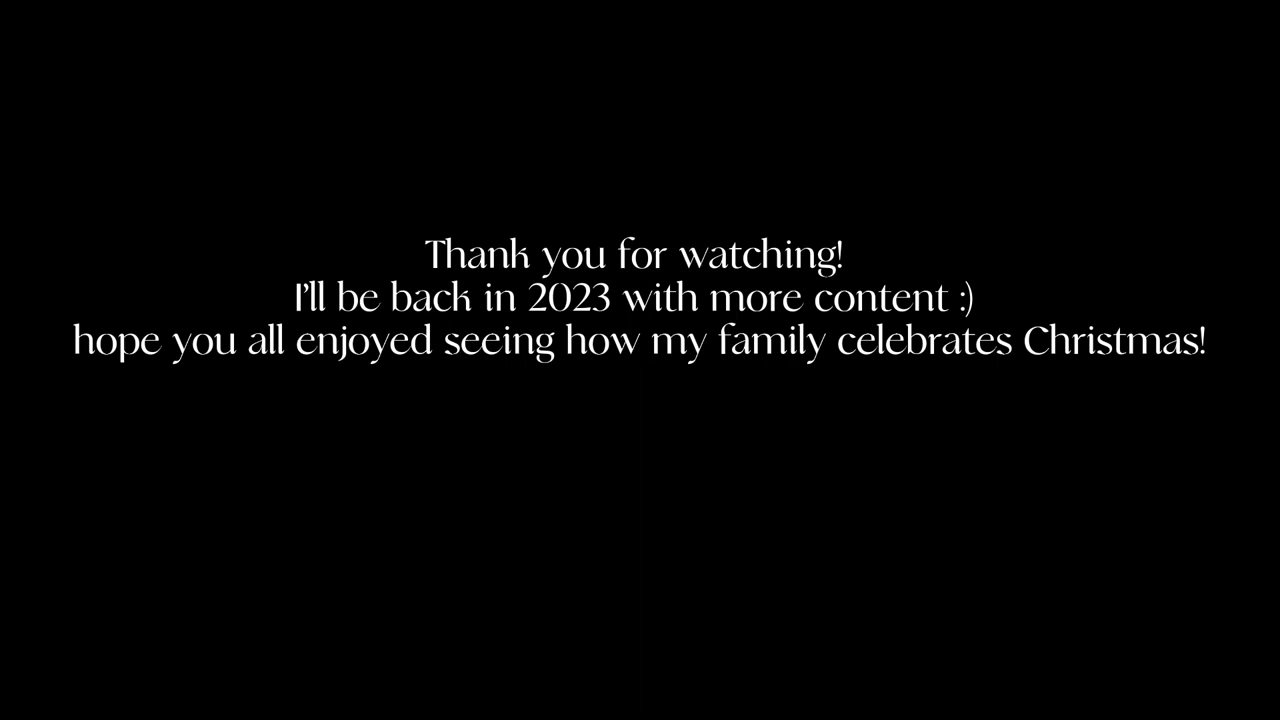 Thank you for watching!
I'll be back in 2023 with more content :)
hope you all enjoyed seeing how my family celebrates Christmas!